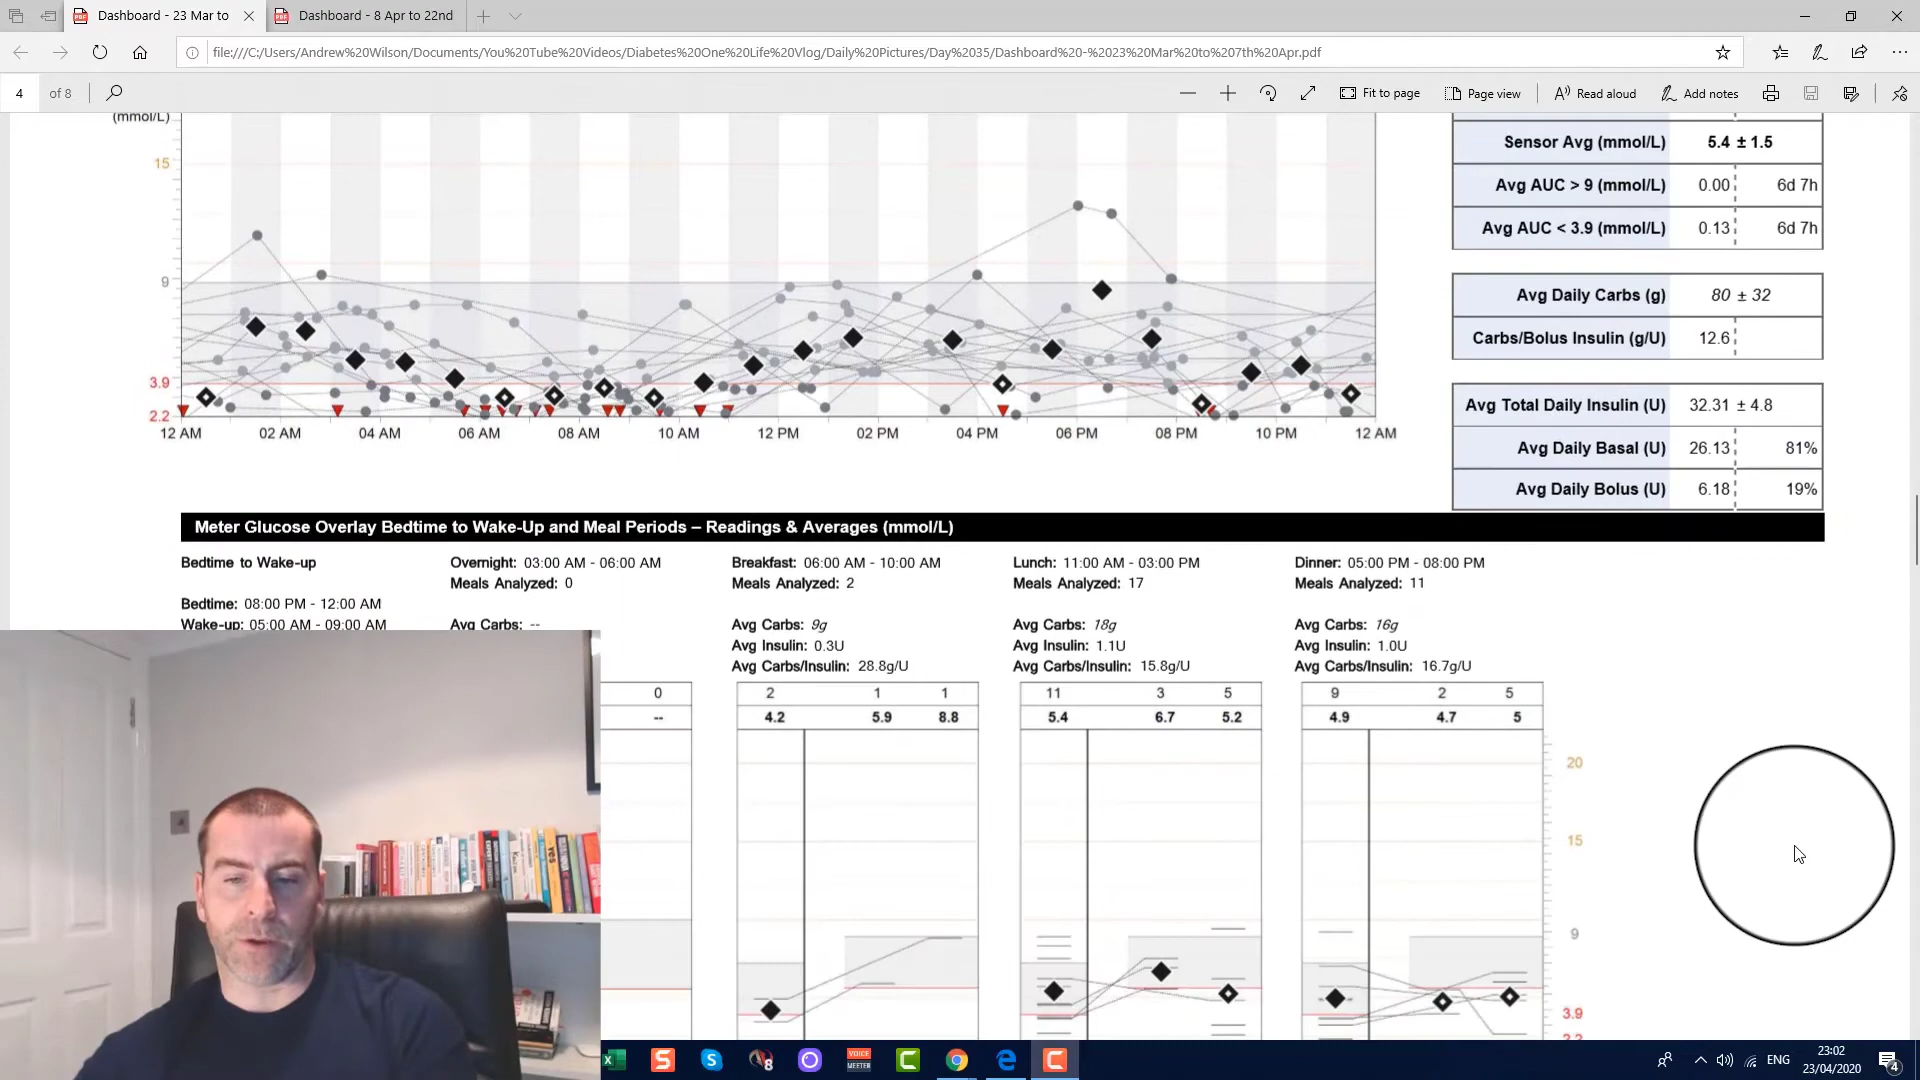 Dashboard - 23 Mar to
Dashboard - 8 Apr to 22nd
file:///C:/Users/Andrew%20Wilson/Documents/You%20Tube%20Videos/Diabetes%20One%20Life%20Vlog/Daily%20Pictures/Day%2035/Dashboard%20-%2023%20Mar%20to%207th%20Apr.pdf
4 of 8
Fit to page
Page view
Read aloud
Add notes
(mmol/L)
15
9
3.9
2.2
12 AM 02 AM 04 AM 06 AM 08 AM 10 AM 12 PM 02 PM 04 PM 06 PM 08 PM 10 PM 12 AM
Sensor Avg (mmol/L) 5.4 ± 1.5
Avg AUC > 9 (mmol/L) 0.00 6d 7h
Avg AUC < 3.9 (mmol/L) 0.13 6d 7h
Avg Daily Carbs (g) 80 ± 32
Carbs/Bolus Insulin (g/U) 12.6
Avg Total Daily Insulin (U) 32.31 ± 4.8
Avg Daily Basal (U) 26.13 81%
Avg Daily Bolus (U) 6.18 19%
Meter Glucose Overlay Bedtime to Wake-Up and Meal Periods – Readings & Averages (mmol/L)
Bedtime to Wake-up
Bedtime: 08:00 PM - 12:00 AM
Wake-up: 05:00 AM - 09:00 AM
Overnight: 03:00 AM - 06:00 AM
Meals Analyzed: 0
Avg Carbs: --
0
--
Breakfast: 06:00 AM - 10:00 AM
Meals Analyzed: 2
Avg Carbs: 9g
Avg Insulin: 0.3U
Avg Carbs/Insulin: 28.8g/U
2 1 1
4.2 5.9 8.8
Lunch: 11:00 AM - 03:00 PM
Meals Analyzed: 17
Avg Carbs: 18g
Avg Insulin: 1.1U
Avg Carbs/Insulin: 15.8g/U
11 3 5
5.4 6.7 5.2
Dinner: 05:00 PM - 08:00 PM
Meals Analyzed: 11
Avg Carbs: 16g
Avg Insulin: 1.0U
Avg Carbs/Insulin: 16.7g/U
9 2 5
4.9 4.7 5
20
15
9
3.9
yes
S
8
VOICE
MEETER
C
C
ENG
23:02
23/04/2020
4